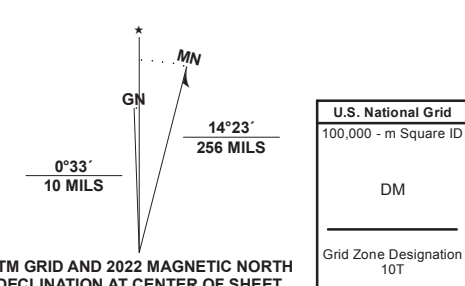 ★
MN
GN
14°23´
256 MILS
0°33´
10 MILS
TM GRID AND 2022 MAGNETIC NORTH
DECLINATION AT CENTER OF SHEET
U.S. National Grid
100,000 - m Square ID
DM
Grid Zone Designation
10T